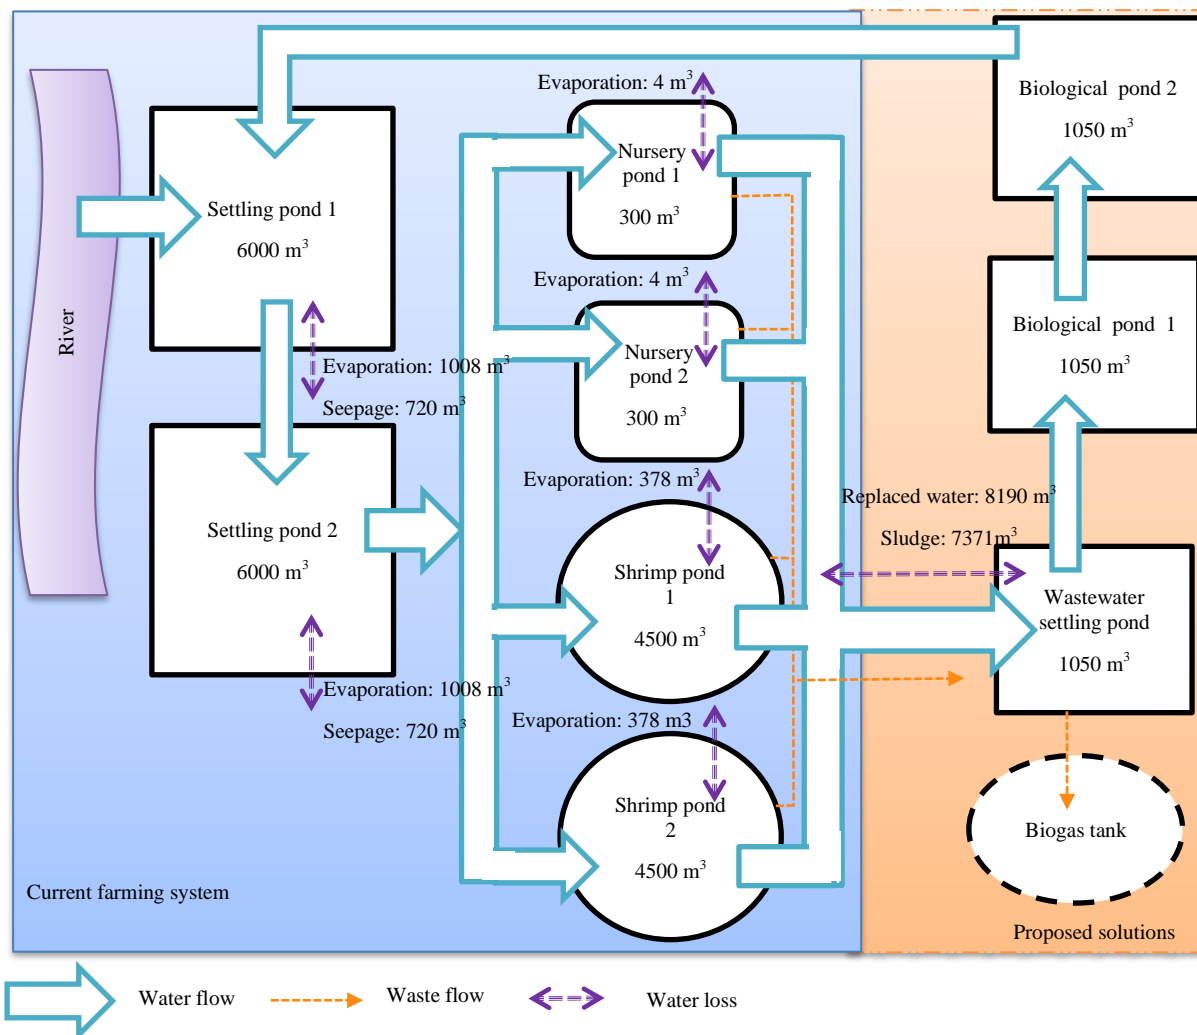 Evaporation: 4 m³
Biological pond 2
1050 m³
Nursery
pond 1
300 m³
Settling pond 1
6000 m³
River
Evaporation: 4 m³
Biological pond 1
1050 m³
Nursery
pond 2
300 m³
Evaporation: 1008 m³
Seepage: 720 m³
Evaporation: 378 m³
Replaced water: 8190 m³
Sludge: 7371m³
Settling pond 2
6000 m³
Shrimp pond
1
4500 m³
Wastewater
settling pond
1050 m³
Evaporation: 1008 m³
Seepage: 720 m³
Evaporation: 378 m3
Shrimp pond
2
4500 m³
Biogas tank
Current farming system
Proposed solutions
Water flow
Waste flow
Water loss